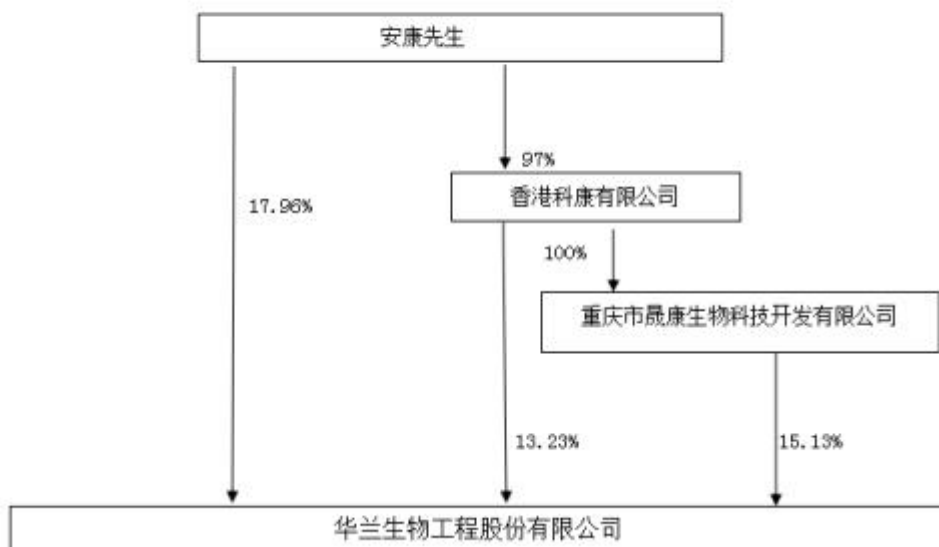 安康先生
97%
香港科康有限公司
17.96%
100%
重庆市晟康生物科技开发有限公司
13.23%
15.13%
华兰生物工程股份有限公司